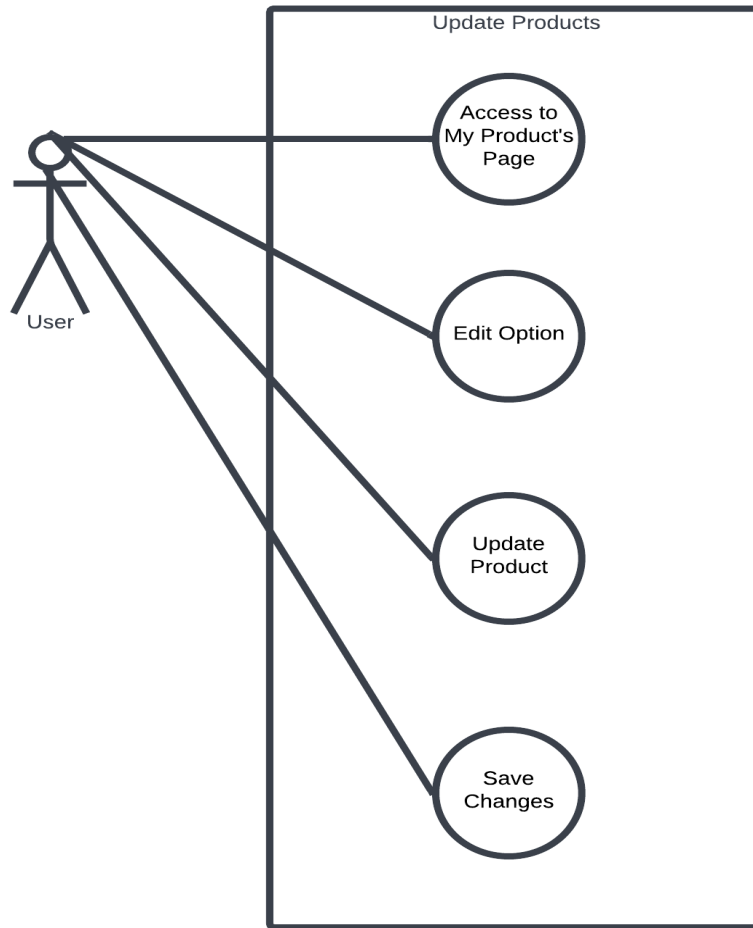 Update Products
Access to
My Product's
Page
User
Edit Option
Update
Product
Save
Changes